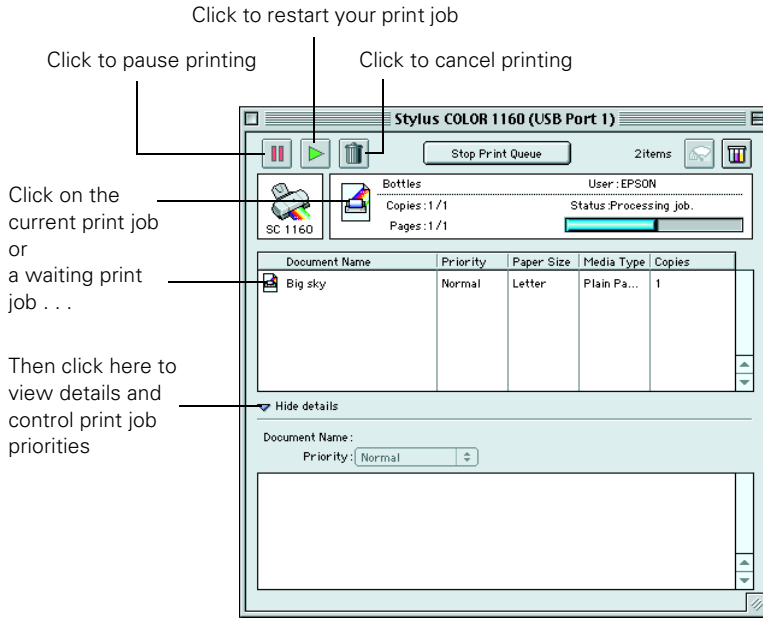 Click to restart your print job
Click to pause printing
Click to cancel printing
Stylus COLOR 1160 (USB Port 1)
Stop Print Queue
2items
SC 1160
Bottles
User:EPSON
Copies:1/1
Status:Processing job.
Pages:1/1
Click on the
current print job
or
a waiting print
job . . .
Document Name
Priority
Paper Size
Media Type
Copies
Big sky
Normal
Letter
Plain Pa...
1
Then click here to
view details and
control print job
priorities
Hide details
Document Name:
Priority:
Normal